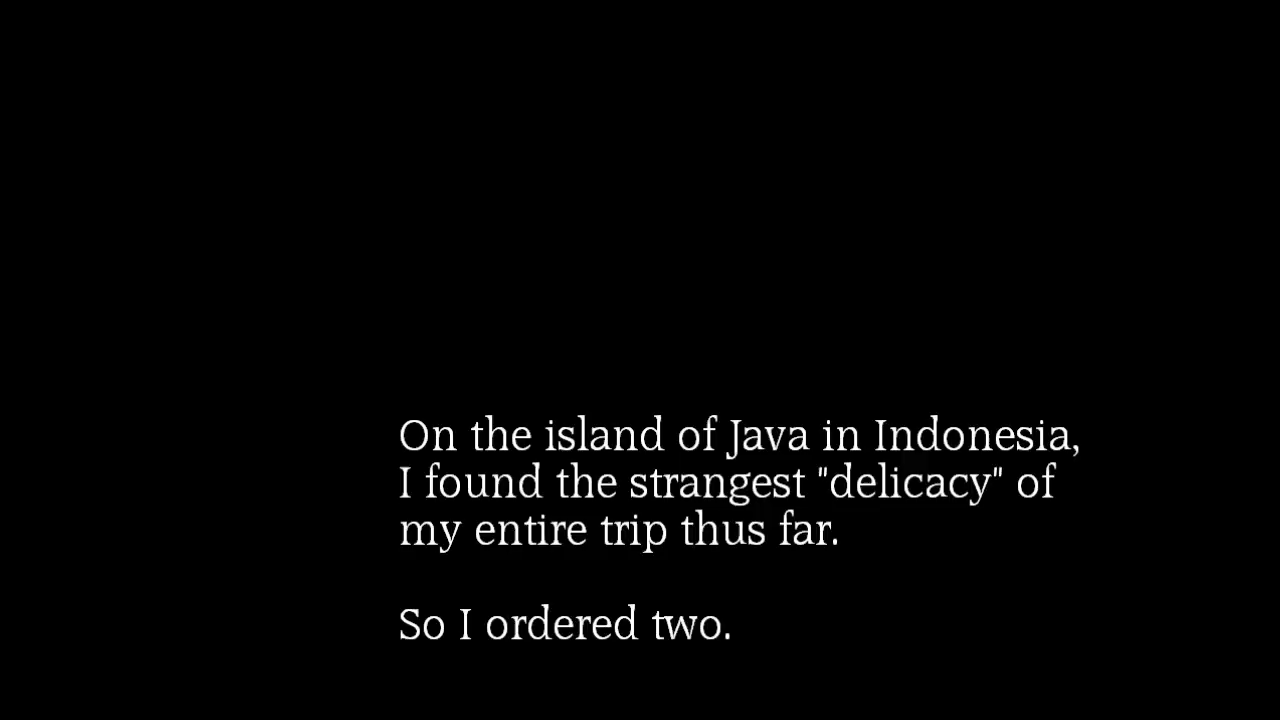 On the island of Java in Indonesia,
I found the strangest "delicacy" of
my entire trip thus far.
So I ordered two.